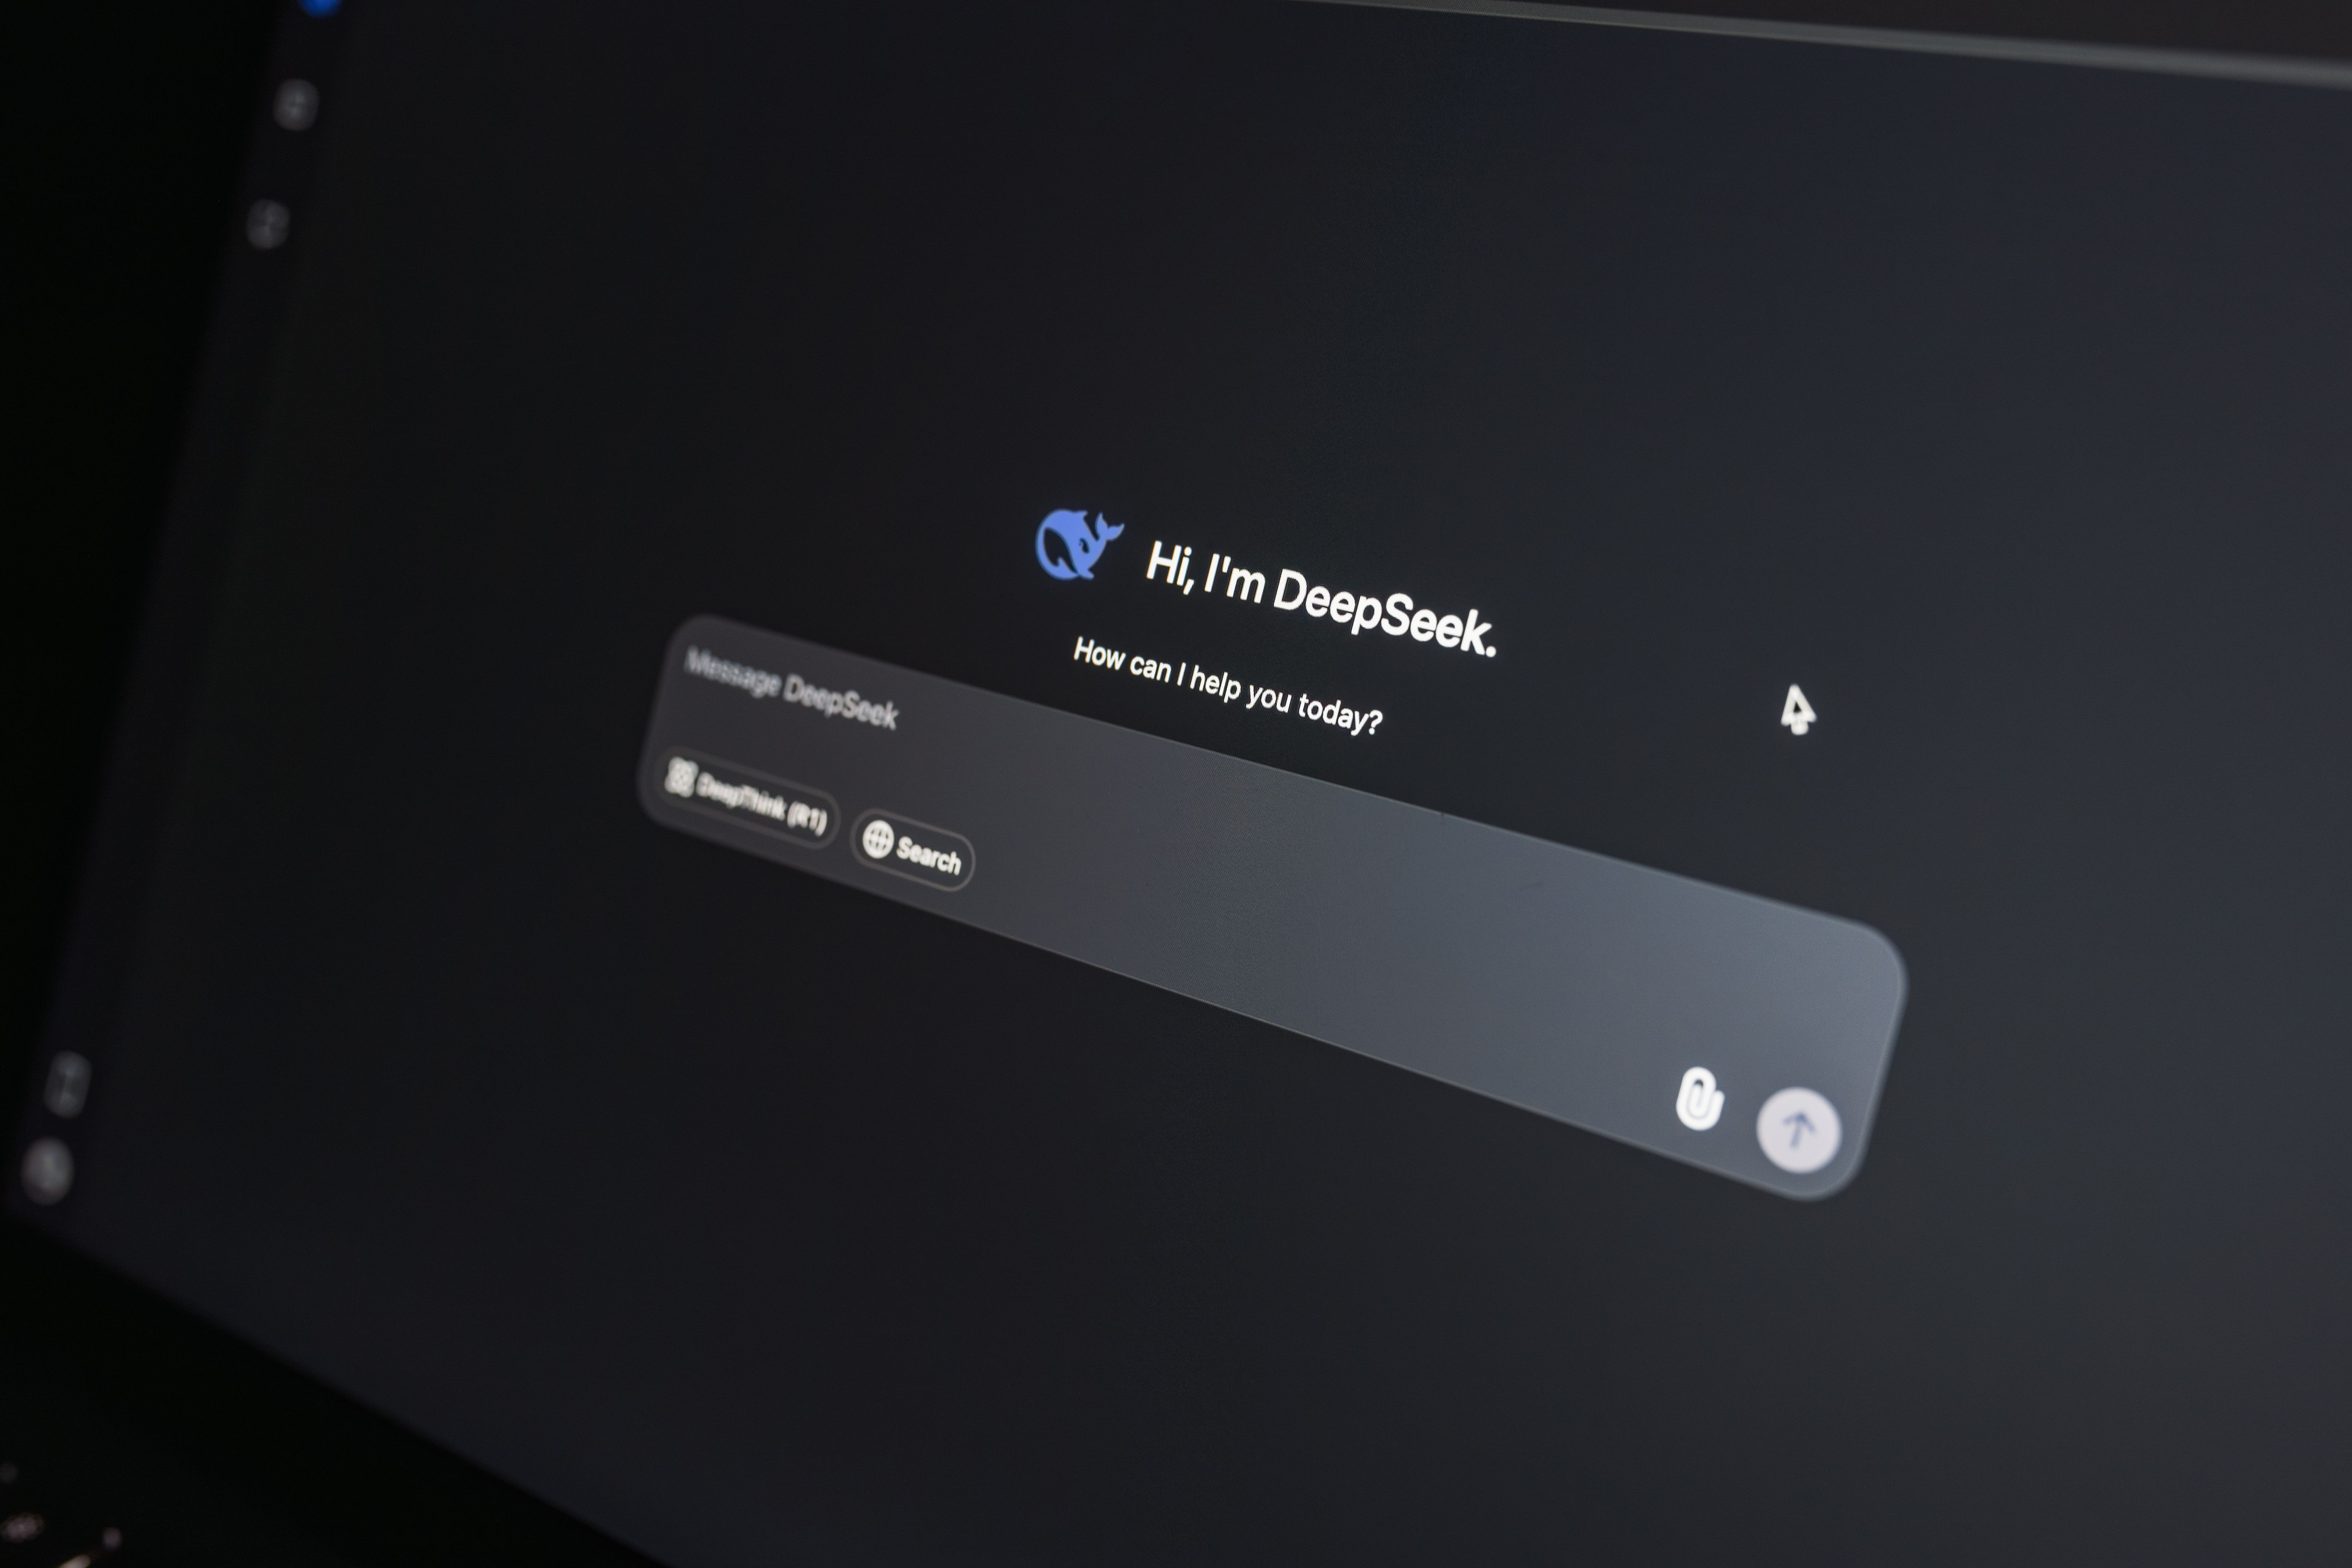 Hi, I'm DeepSeek.
How can I help you today?
Message DeepSeek
DeepThink (R1)
Search